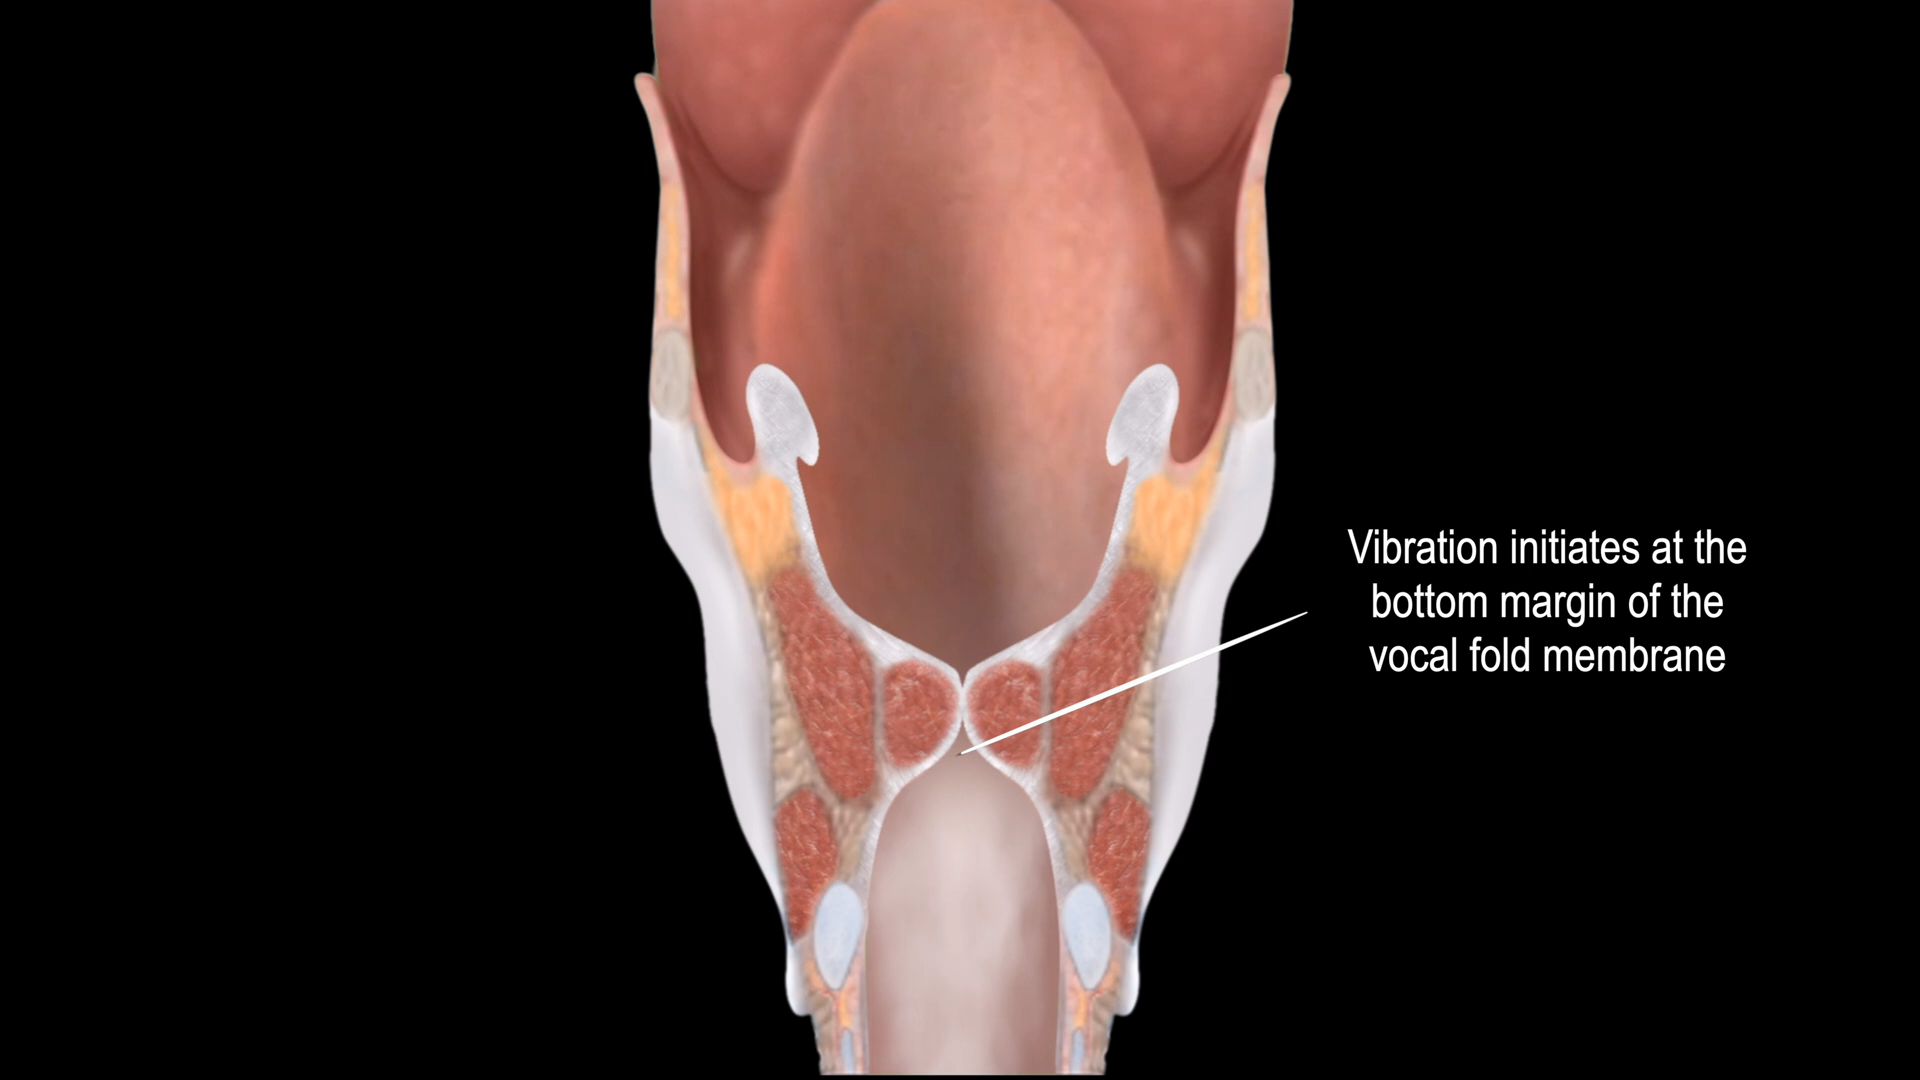 Vibration initiates at the
bottom margin of the
vocal fold membrane